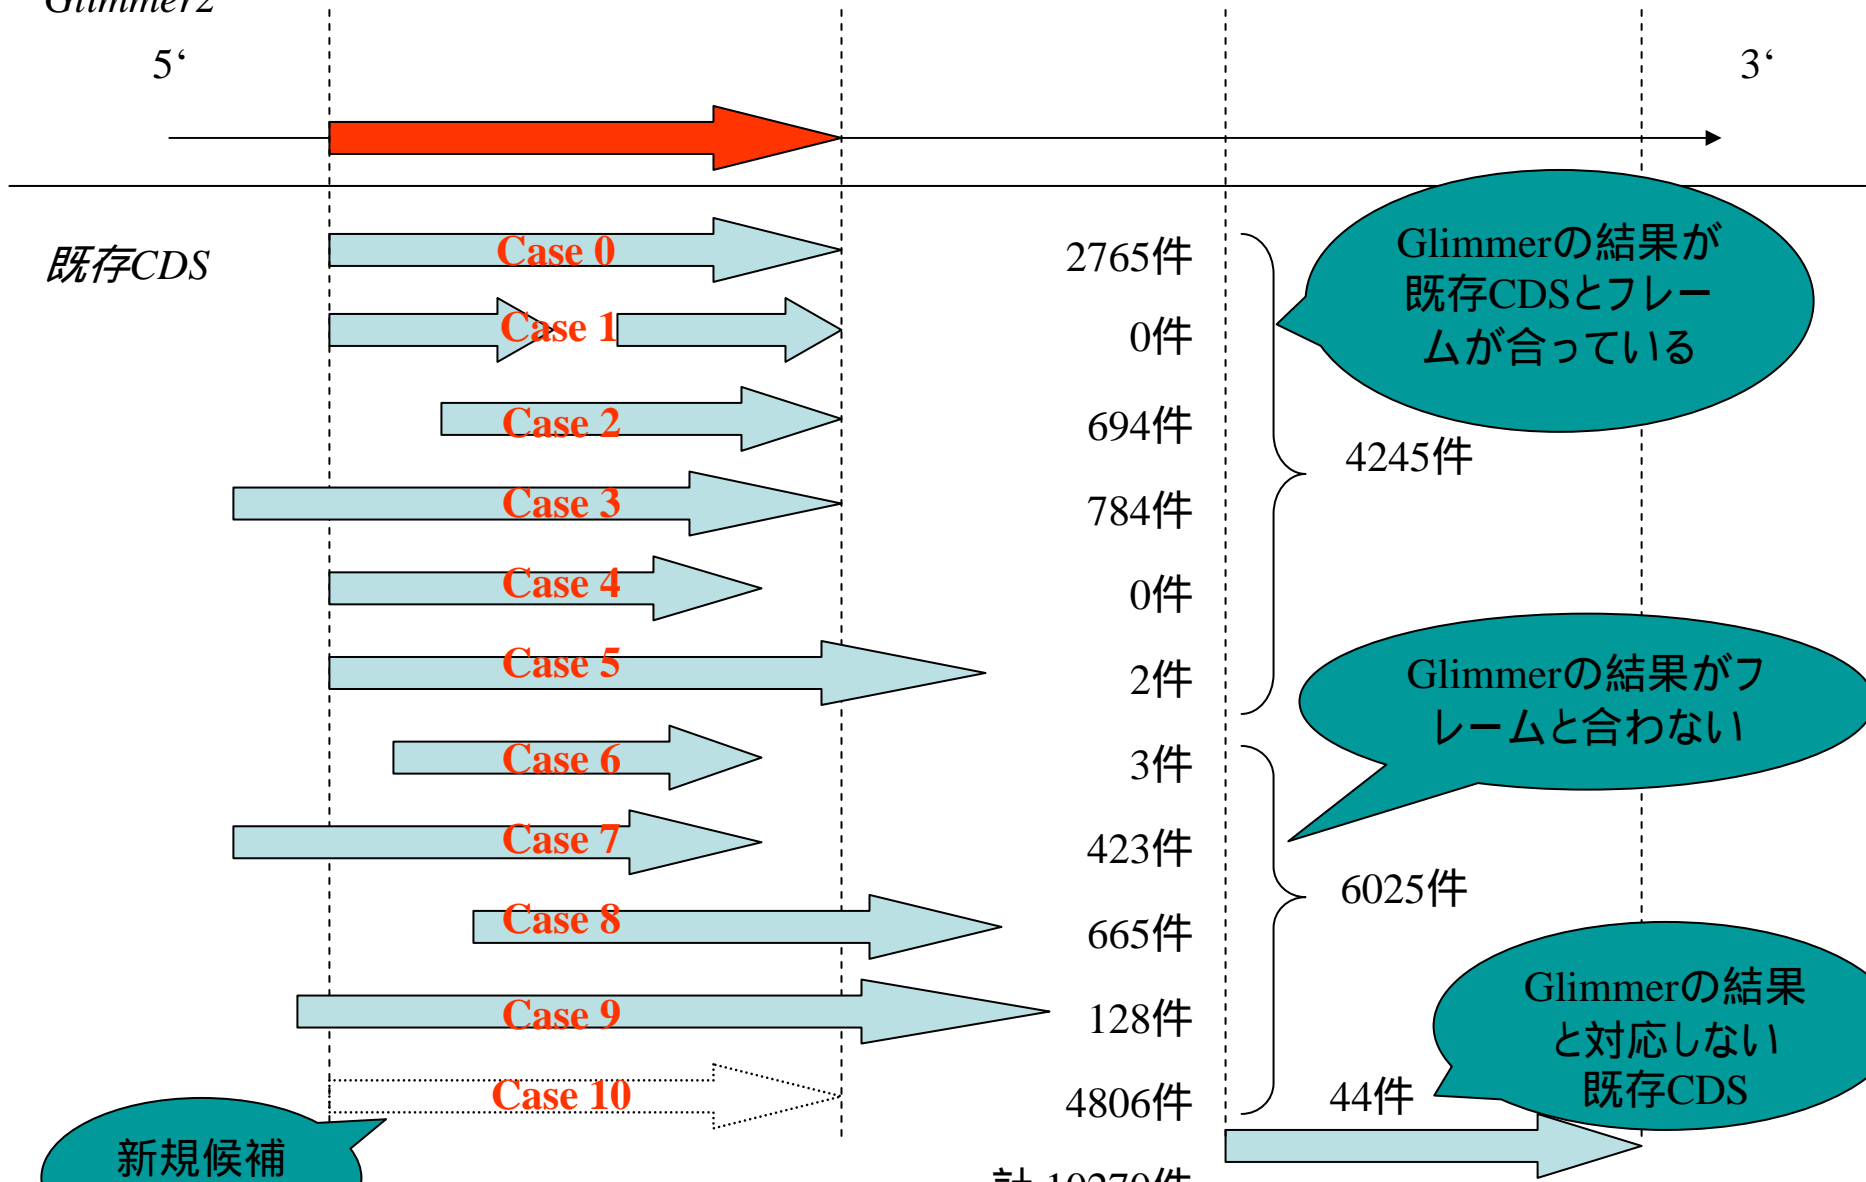 Glimmer2
5‘
3‘
既存CDS
Case 0
2765件
Case 1
0件
Case 2
694件
Case 3
784件
Case 4
0件
Case 5
2件
Case 6
3件
Case 7
423件
Case 8
665件
Case 9
128件
Case 10
4806件
計 10270件
4245件
6025件
44件
Glimmerの結果が
既存CDSとフレー
ムが合っている
Glimmerの結果がフ
レームと合わない
Glimmerの結果
と対応しない
既存CDS
新規候補